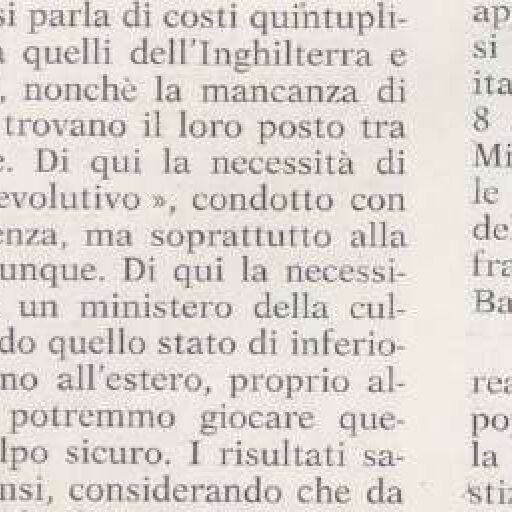 si parla di costi quintupli-
quelli dell'Inghilterra e
, nonchè la mancanza di
trovano il loro posto tra
e. Di qui la necessità di
evolutivo », condotto con
enza, ma soprattutto alla
unque. Di qui la necessi-
un ministero della cul-
do quello stato di inferio-
no all'estero, proprio al-
potremmo giocare que-
lpo sicuro. I risultati sa-
nsi, considerando che da
ap
si
ita
8
Mi
le
del
fra
Ba
rea
po
la
stiz